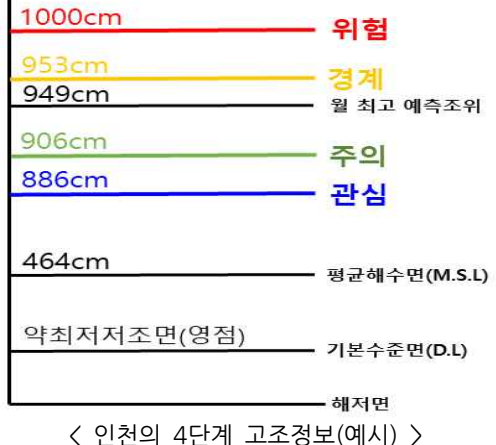 1000cm 위험
953cm 경계
949cm 월 최고 예측조위
906cm 주의
886cm 관심
464cm 평균해수면(M.S.L)
약최저저조면(영점) 기본수준면(D.L)
해저면
< 인천의 4단계 고조정보(예시) >